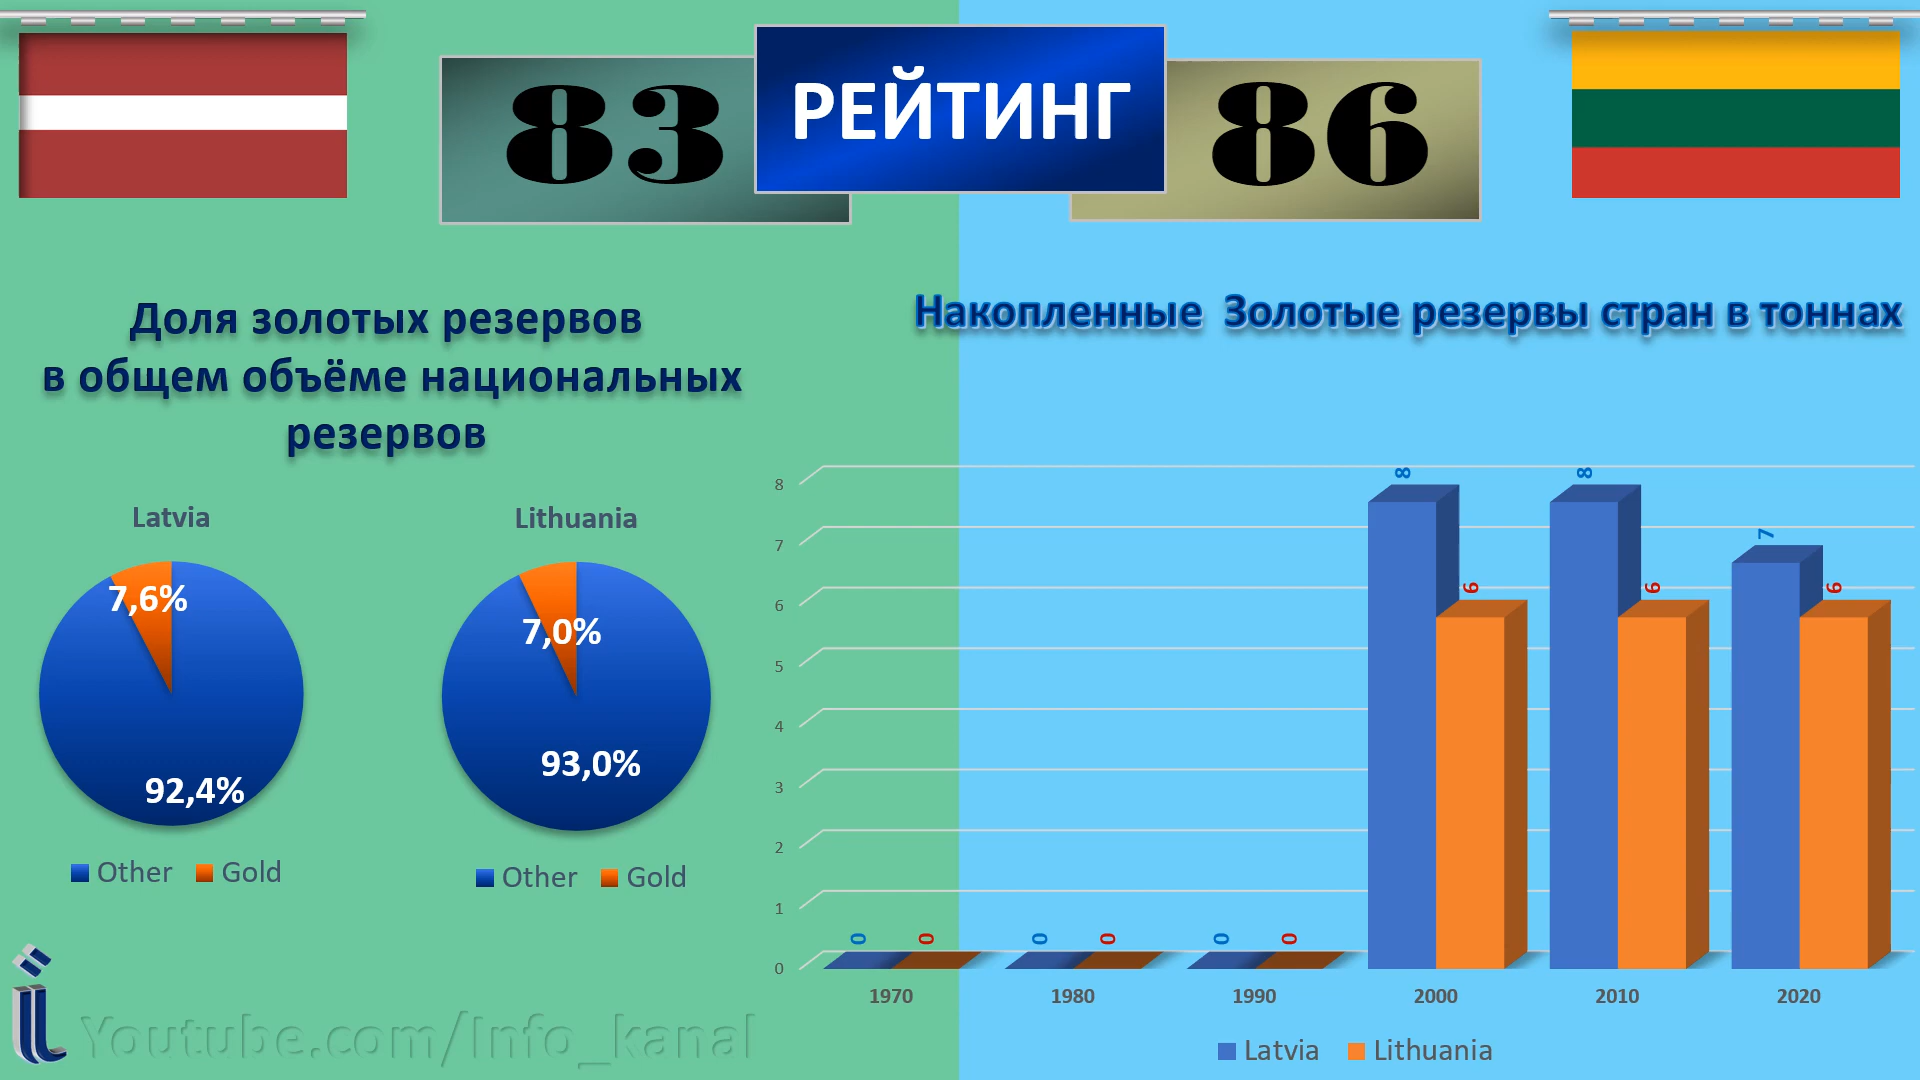 83
РЕЙТИНГ
86
Доля золотых резервов
в общем объёме национальных
резервов
Накопленные Золотые резервы стран в тоннах
Latvia
7,6%
92,4%
Other Gold
Lithuania
7,0%
93,0%
Other Gold
8
7
6
5
4
3
2
1
0
0 0 0 0 0 0 8 6 8 6 7 6
1970 1980 1990 2000 2010 2020
Latvia Lithuania
Youtube.com/Info_kanal